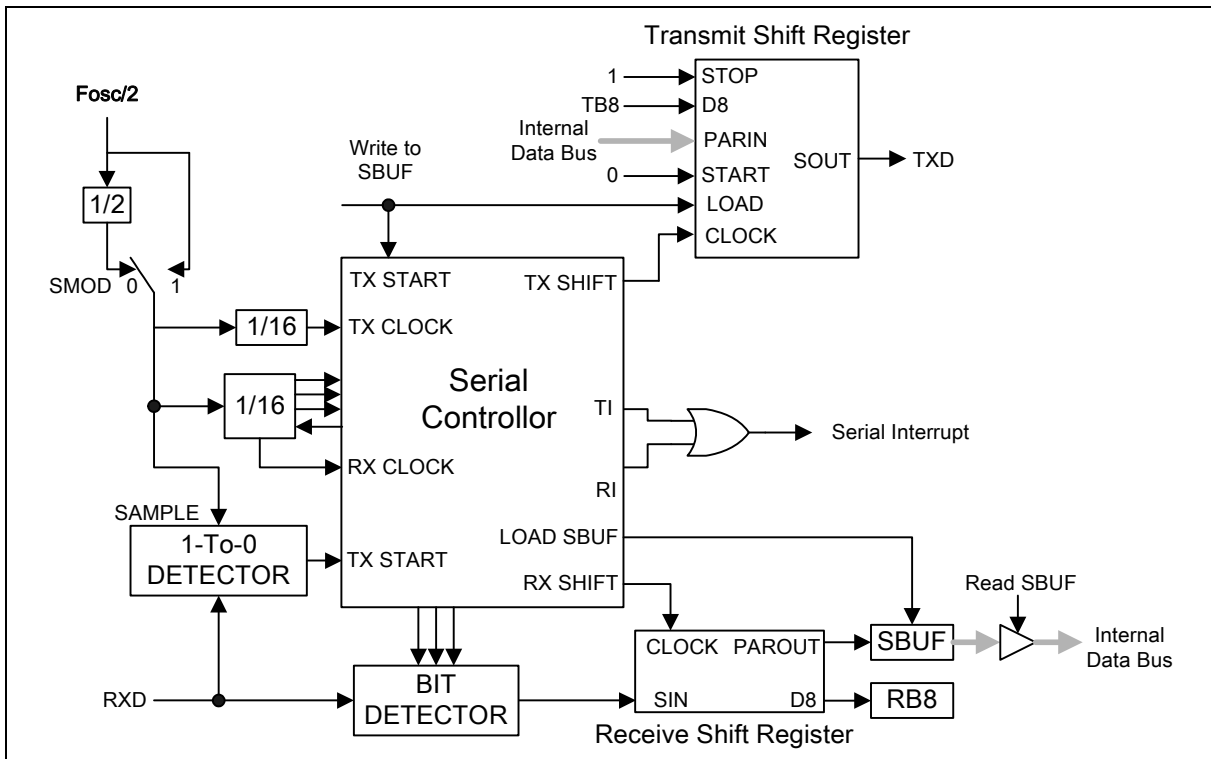 Transmit Shift Register
1
STOP
TB8
D8
Internal
Data Bus
PARIN
SOUT
TXD
0
START
LOAD
CLOCK
Fosc/2
1/2
SMOD
0
1
Write to
SBUF
TX START
TX SHIFT
1/16
TX CLOCK
1/16
Serial
Controllor
TI
Serial Interrupt
RX CLOCK
RI
SAMPLE
1-To-0
DETECTOR
TX START
LOAD SBUF
RX SHIFT
Read SBUF
CLOCK
PAROUT
SBUF
Internal
Data Bus
RXD
BIT
DETECTOR
SIN
D8
RB8
Receive Shift Register